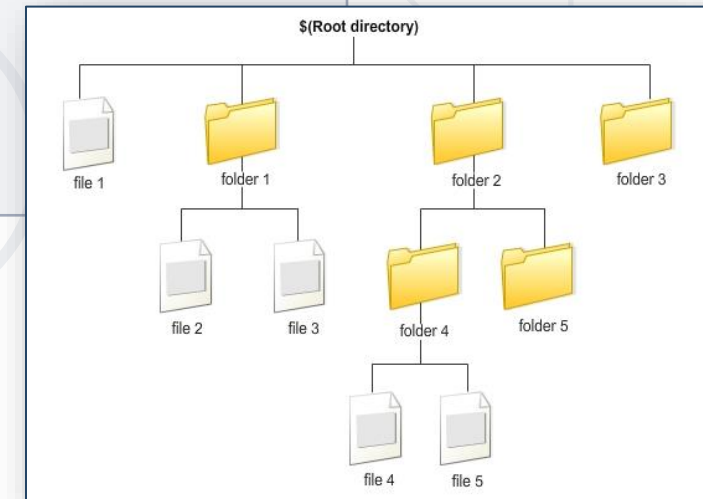 $(Root directory)
file 1
folder 1
folder 2
folder 3
file 2
file 3
folder 4
folder 5
file 4
file 5